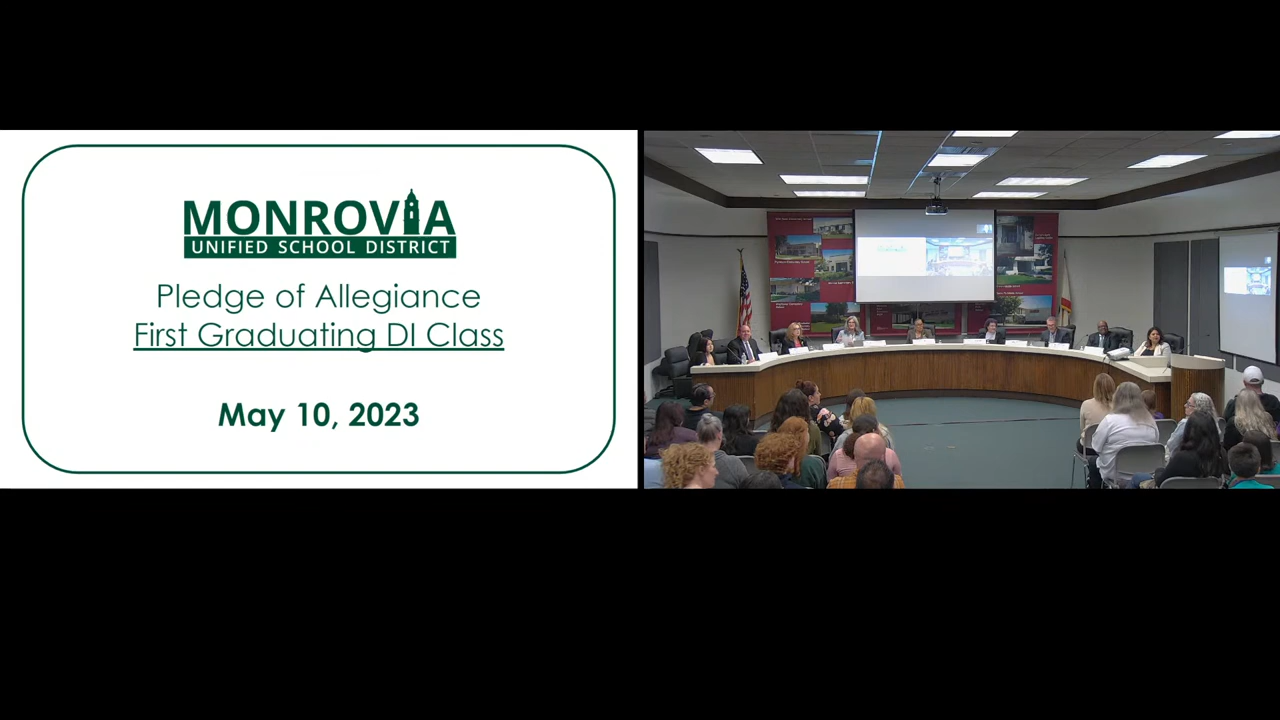 MONROVIA
UNIFIED SCHOOL DISTRICT
Pledge of Allegiance
First Graduating DI Class
May 10, 2023